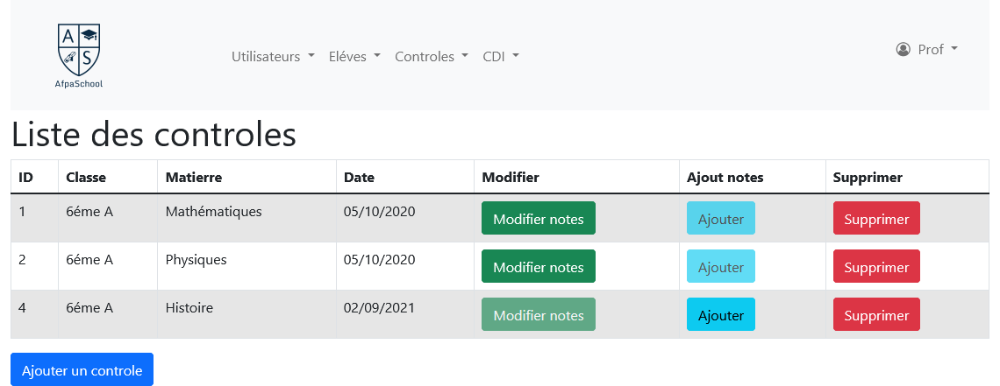 A
S
AfpaSchool
Utilisateurs Eléves Controles CDI Prof
Liste des controles
ID Classe Matierre Date Modifier Ajout notes Supprimer
1 6éme A Mathématiques 05/10/2020 Modifier notes Ajouter Supprimer
2 6éme A Physiques 05/10/2020 Modifier notes Ajouter Supprimer
4 6éme A Histoire 02/09/2021 Modifier notes Ajouter Supprimer
Ajouter un controle